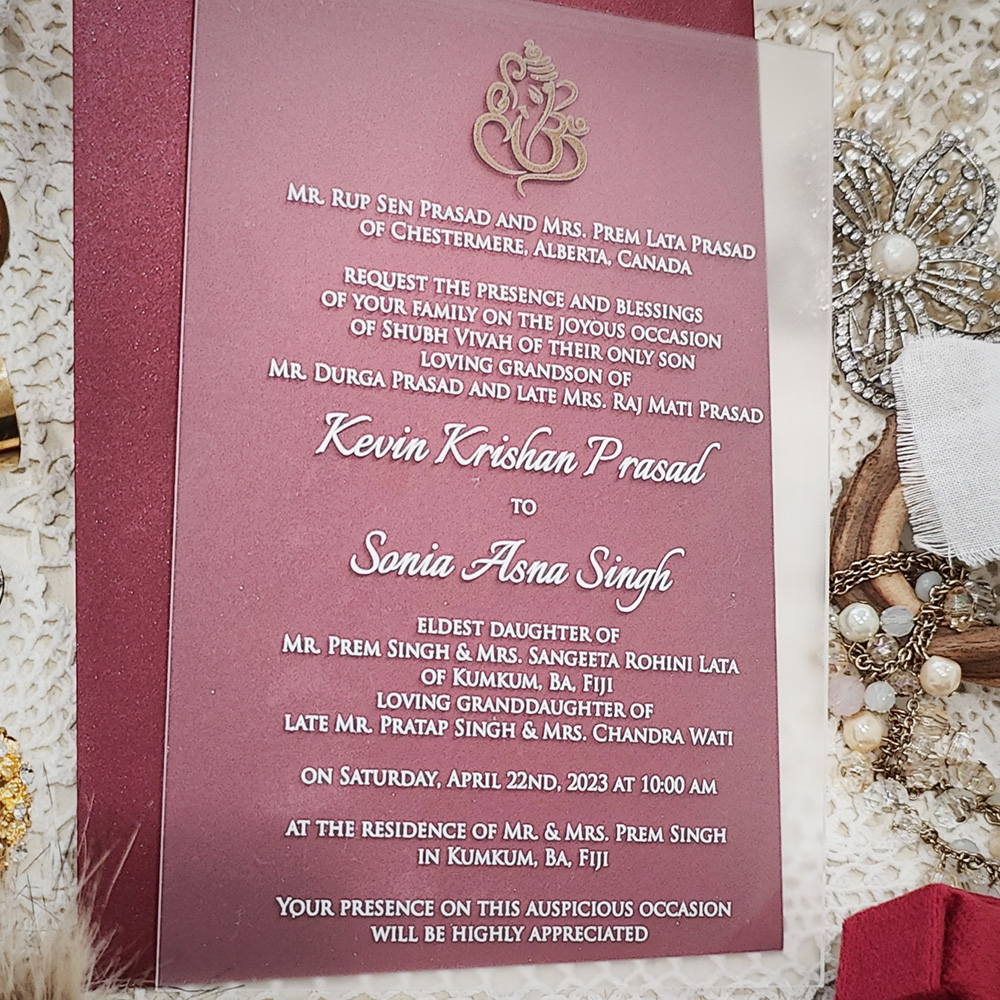 Mr. Rup Sen Prasad and Mrs. Prem Lata Prasad
of Chestermere, Alberta, Canada
request the presence and blessings
of your family on the joyous occasion
of Shubh Vivah of their only son
loving grandson of
Mr. Durga Prasad and late Mrs. Raj Mati Prasad
Kevin Krishan Prasad
to
Sonia Asna Singh
eldest daughter of
Mr. Prem Singh & Mrs. Sangeeta Rohini Lata
of Kumkum, Ba, Fiji
loving granddaughter of
late Mr. Pratap Singh & Mrs. Chandra Wati
on Saturday, April 22nd, 2023 at 10:00 am
at the residence of Mr. & Mrs. Prem Singh
in Kumkum, Ba, Fiji
Your presence on this auspicious occasion
will be highly appreciated